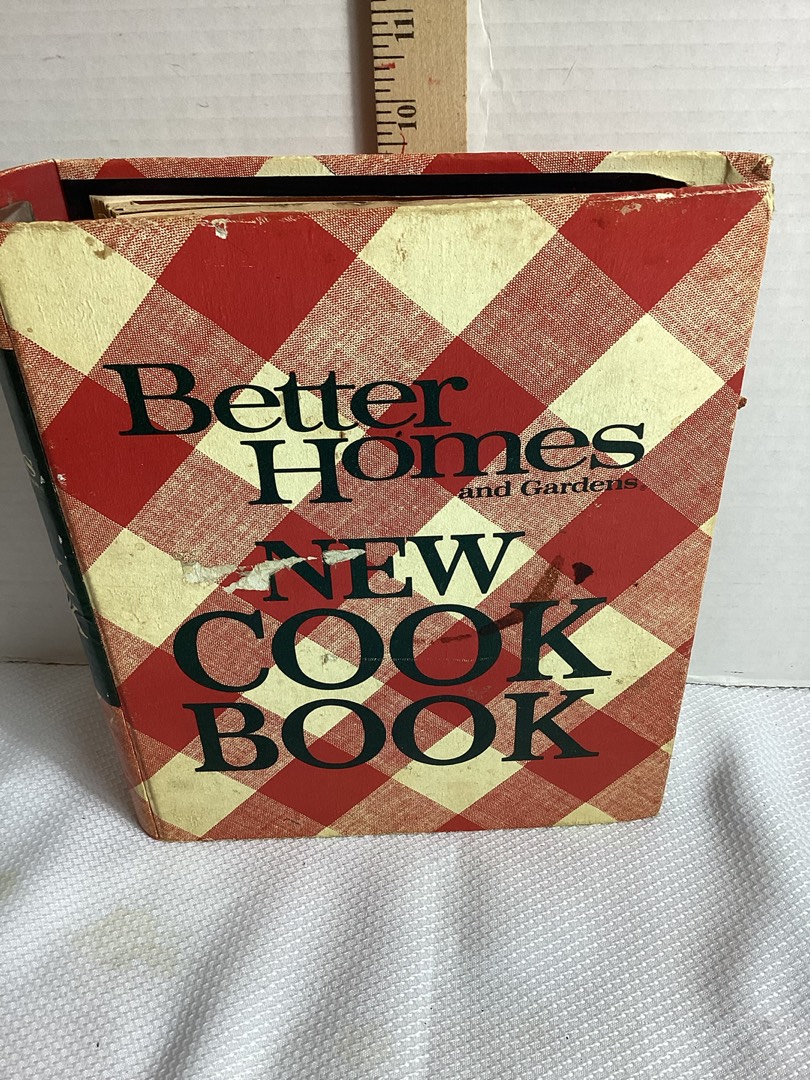 11
10
Better
Homes
and Gardens®
NEW
COOK
BOOK